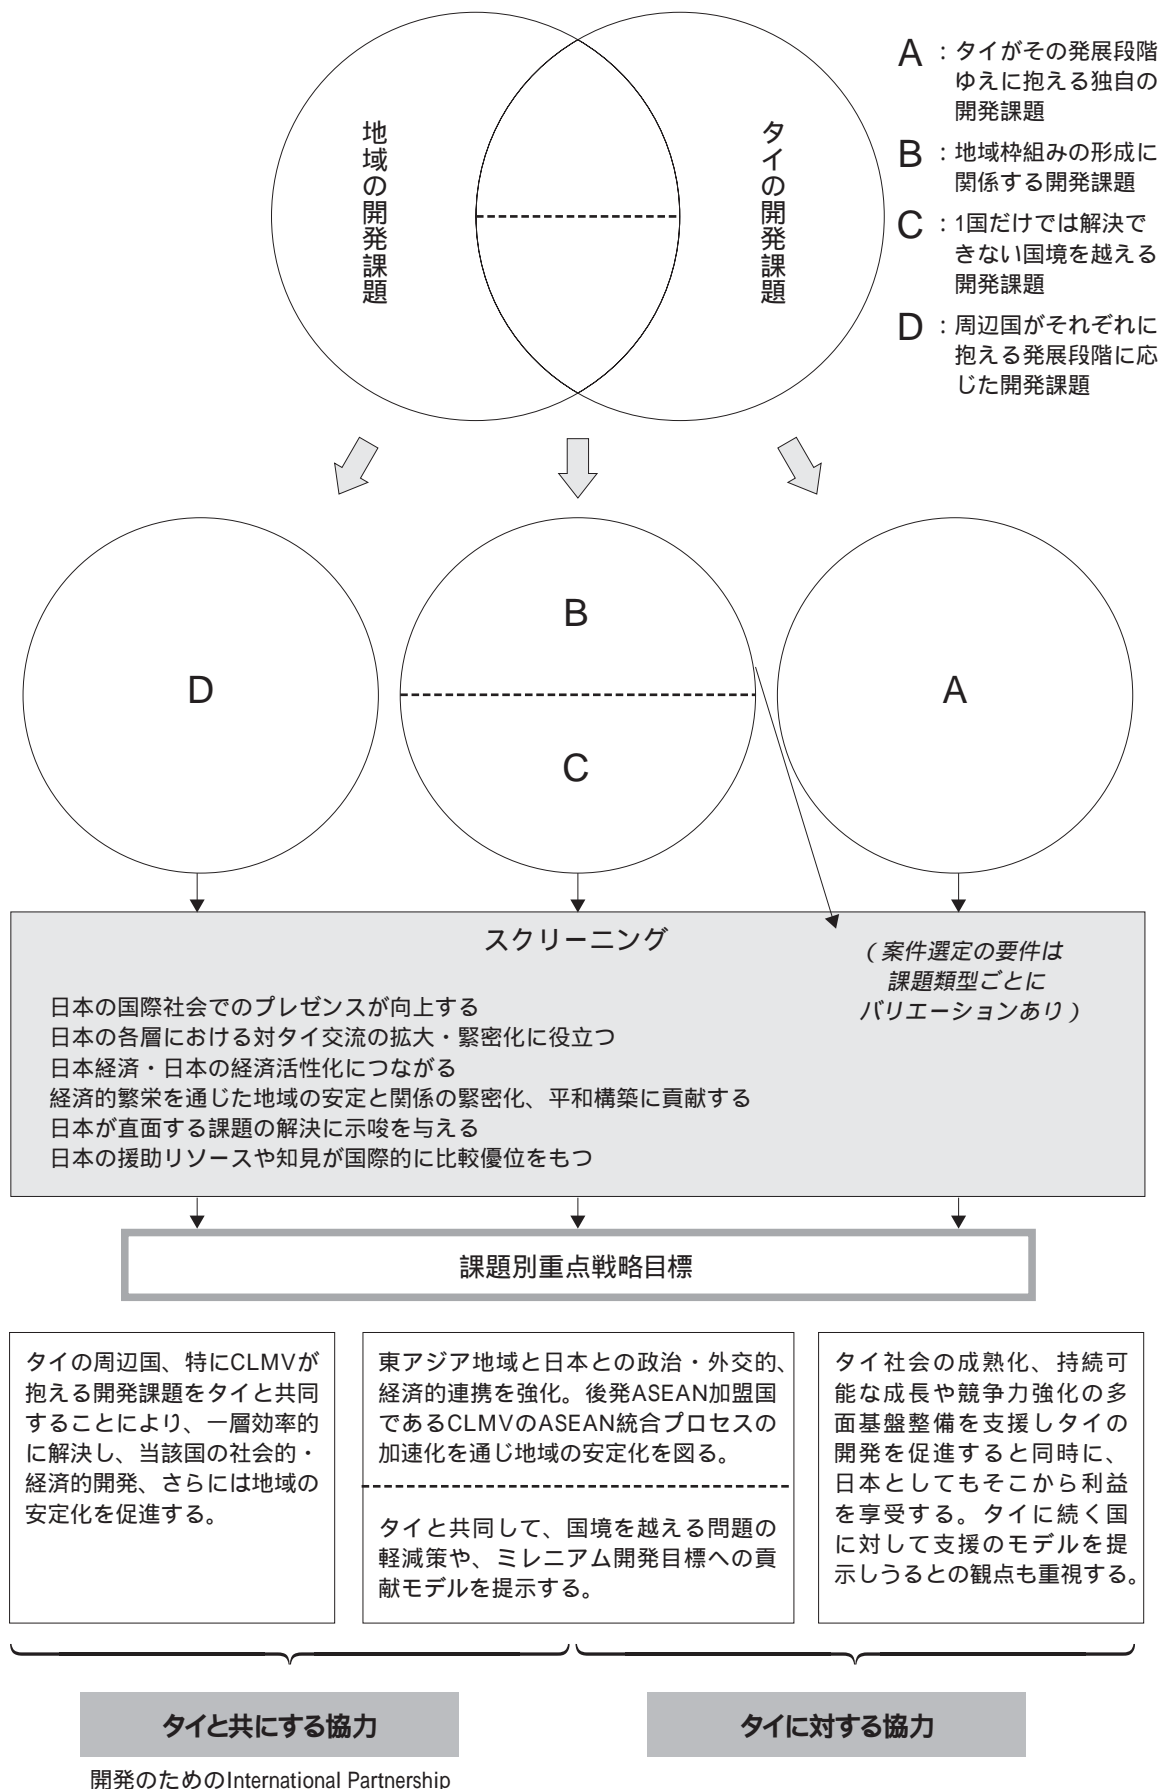 地域の開発課題
タイの開発課題
A：タイがその発展段階
ゆえに抱える独自の
開発課題
B：地域枠組みの形成に
関係する開発課題
C：1国だけでは解決で
きない国境を越える
開発課題
D：周辺国がそれぞれに
抱える発展段階に応
じた開発課題
D
B
C
A
スクリーニング
（案件選定の要件は
課題類型ごとに
バリエーションあり）
日本の国際社会でのプレゼンスが向上する
日本の各層における対タイ交流の拡大・緊密化に役立つ
日本経済・日本の経済活性化につながる
経済的繁栄を通じた地域の安定と関係の緊密化、平和構築に貢献する
日本が直面する課題の解決に示唆を与える
日本の援助リソースや知見が国際的に比較優位をもつ
課題別重点戦略目標
タイの周辺国、特にCLMVが
抱える開発課題をタイと共同
することにより、一層効率的
に解決し、当該国の社会的・
経済的開発、さらには地域の
安定化を促進する。
東アジア地域と日本との政治・外交的、
経済的連携を強化。後発ASEAN加盟国
であるCLMVのASEAN統合プロセスの
加速化を通じ地域の安定化を図る。
タイと共同して、国境を越える問題の
軽減策や、ミレニアム開発目標への貢
献モデルを提示する。
タイ社会の成熟化、持続可
能な成長や競争力強化の多
面基盤整備を支援しタイの
開発を促進すると同時に、
日本としてもそこから利益
を享受する。タイに続く国
に対して支援のモデルを提
示しうるとの観点も重視する。
タイと共にする協力
タイに対する協力
開発のためのInternational Partnership